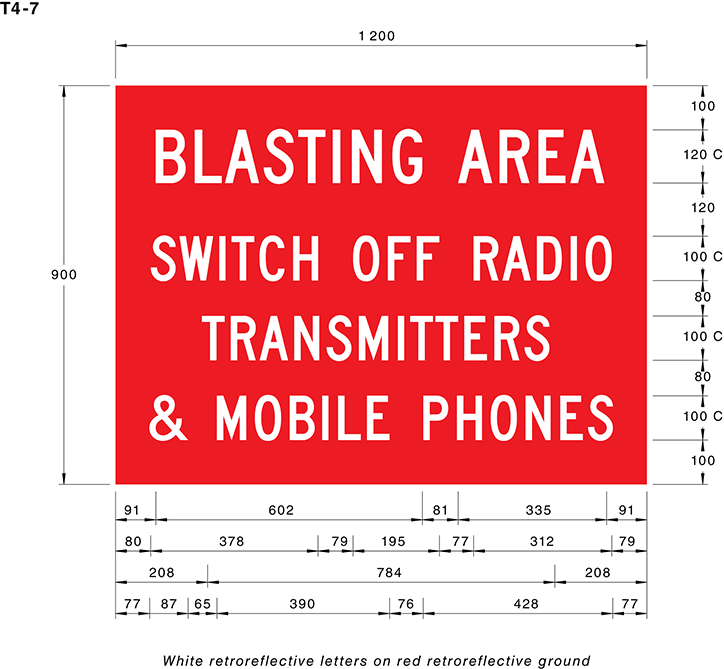 T4-7
1 200
100
BLASTING AREA
120 C
120
900
SWITCH OFF RADIO
100 C
80
TRANSMITTERS
100 C
80
& MOBILE PHONES
100 C
100
91 602 81 335 91
80 378 79 195 77 312 79
208 784 208
77 87 65 390 76 428 77
White retroreflective letters on red retroreflective ground